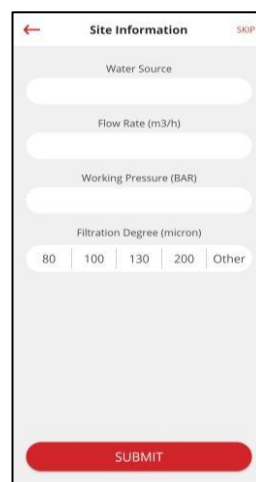 Site Information SKIP
Water Source
Flow Rate (m3/h)
Working Pressure (BAR)
Filtration Degree (micron)
80 100 130 200 Other
SUBMIT